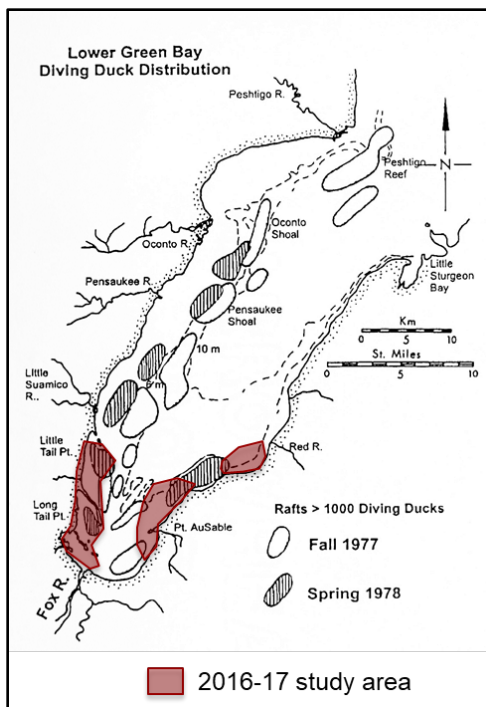 Lower Green Bay
Diving Duck Distribution
Peshtigo R.
N
Peshtigo
Reef
Oconto
Shoal
Oconto R.
Little
Sturgeon
Bay
Pensaukee R.
Pensaukee
Shoal
Km
10 0 10
St. Miles
10 0 5 10
10 m
Little
Suamico
R..
5 m
Little
Tail Pt.
Red R.
Long
Tail Pt.
Pt. AuSable
Rafts > 1000 Diving Ducks
Fall 1977
Spring 1978
Fox R.
2016-17 study area